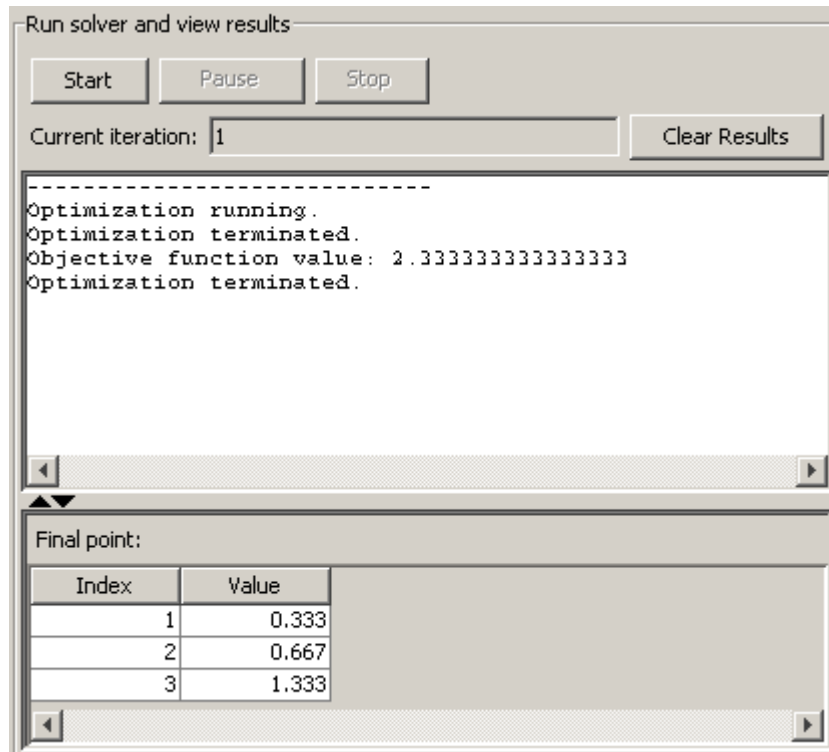 Run solver and view results
Start Pause Stop
Current iteration: 1 Clear Results
-----------------------------
Optimization running.
Optimization terminated.
Objective function value: 2.333333333333333
Optimization terminated.
Final point:
Index Value
1 0.333
2 0.667
3 1.333